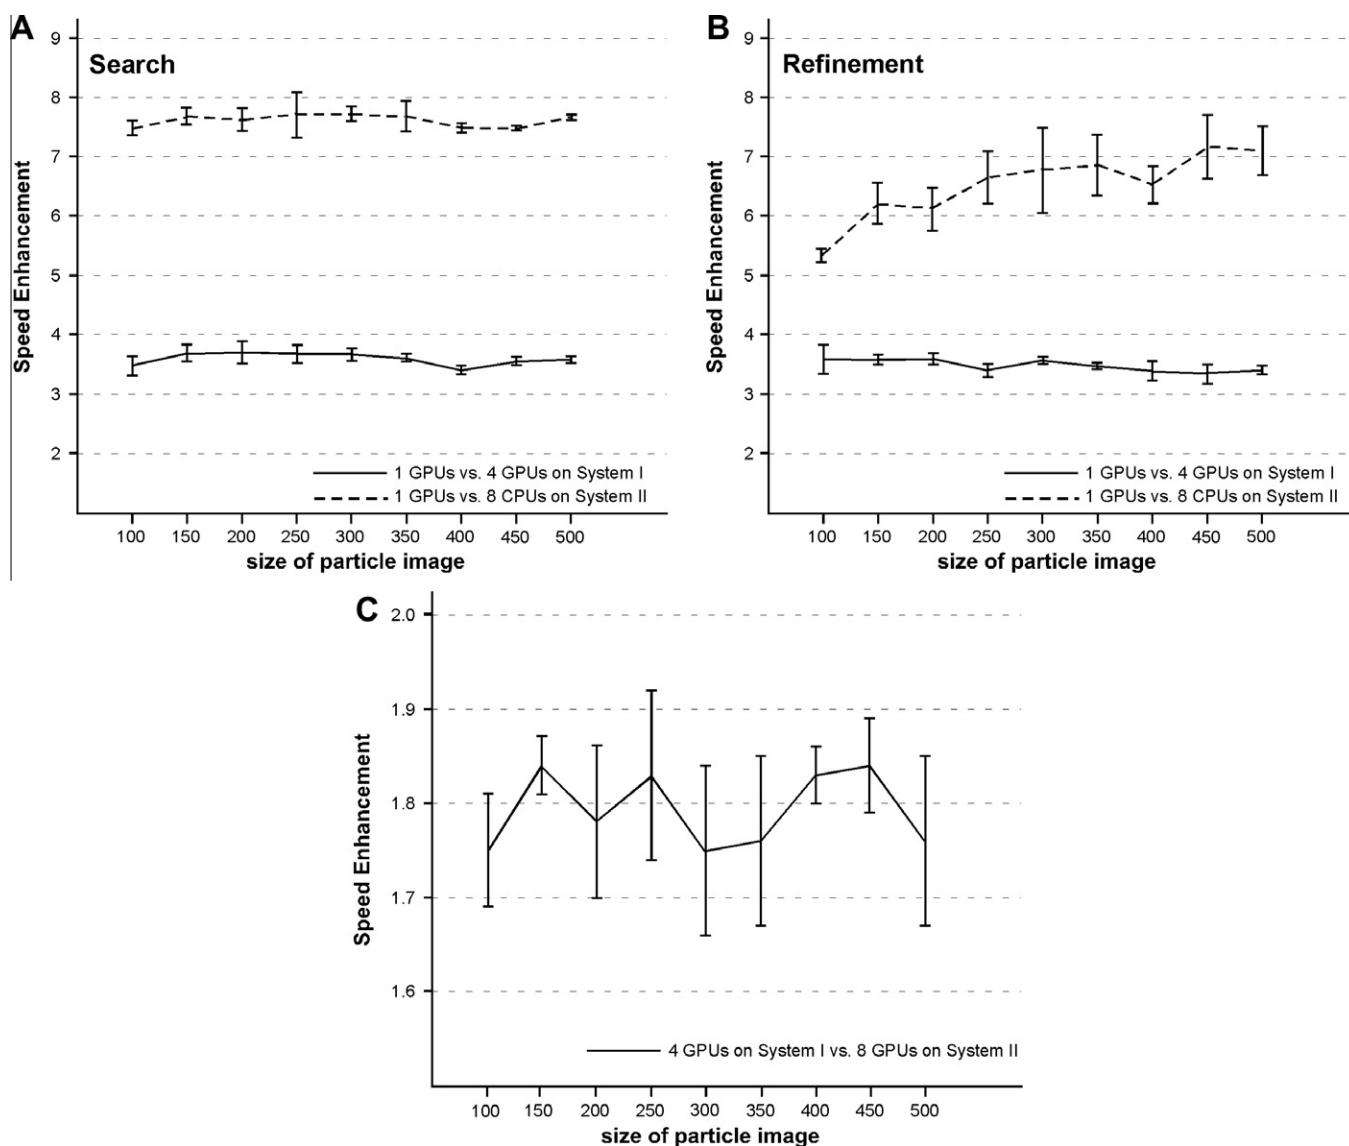 A
Search
9
8
7
6
5
4
3
2
Speed Enhancement
1 GPUs vs. 4 GPUs on System I
1 GPUs vs. 8 CPUs on System II
100 150 200 250 300 350 400 450 500
size of particle image
B
Refinement
9
8
7
6
5
4
3
2
Speed Enhancement
1 GPUs vs. 4 GPUs on System I
1 GPUs vs. 8 CPUs on System II
100 150 200 250 300 350 400 450 500
size of particle image
C
2.0
1.9
1.8
1.7
1.6
Speed Enhancement
4 GPUs on System I vs. 8 GPUs on System II
100 150 200 250 300 350 400 450 500
size of particle image